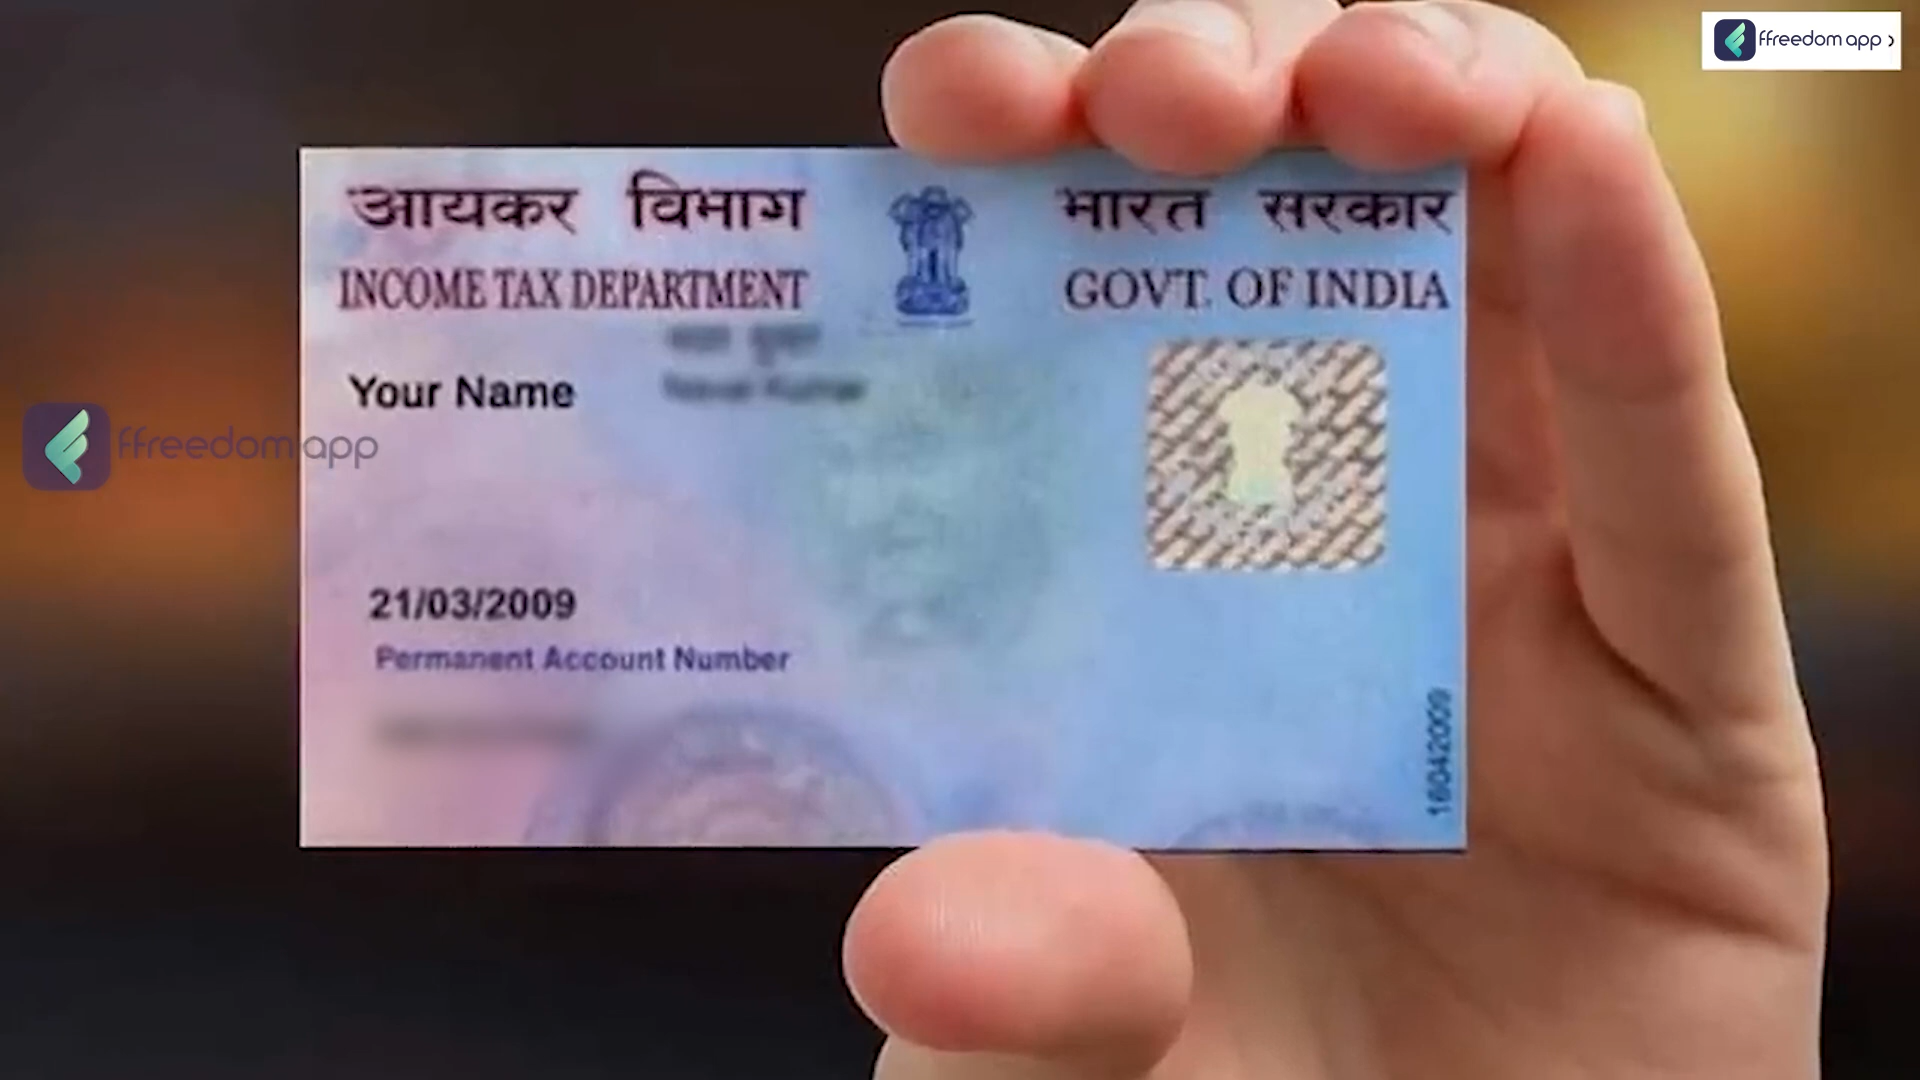 ffreedom app
आयकर विभाग
भारत सरकार
INCOME TAX DEPARTMENT
GOVT. OF INDIA
Your Name
ffreedom app
21/03/2009
Permanent Account Number
16042009